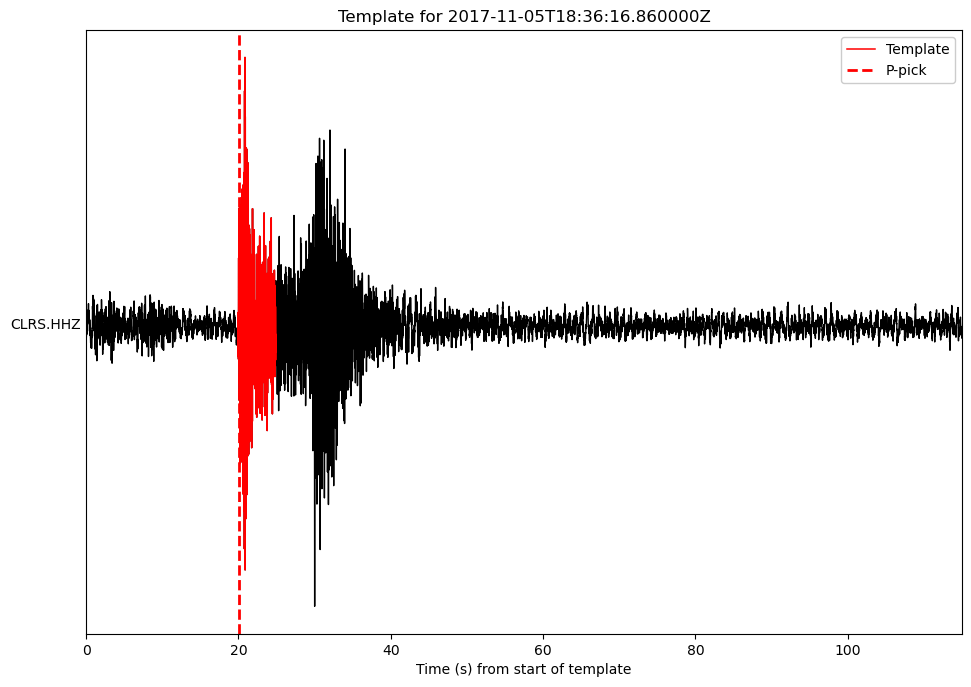 Template for 2017-11-05T18:36:16.860000Z
Template
P-pick
CLRS.HHZ
0 20 40 60 80 100
Time (s) from start of template